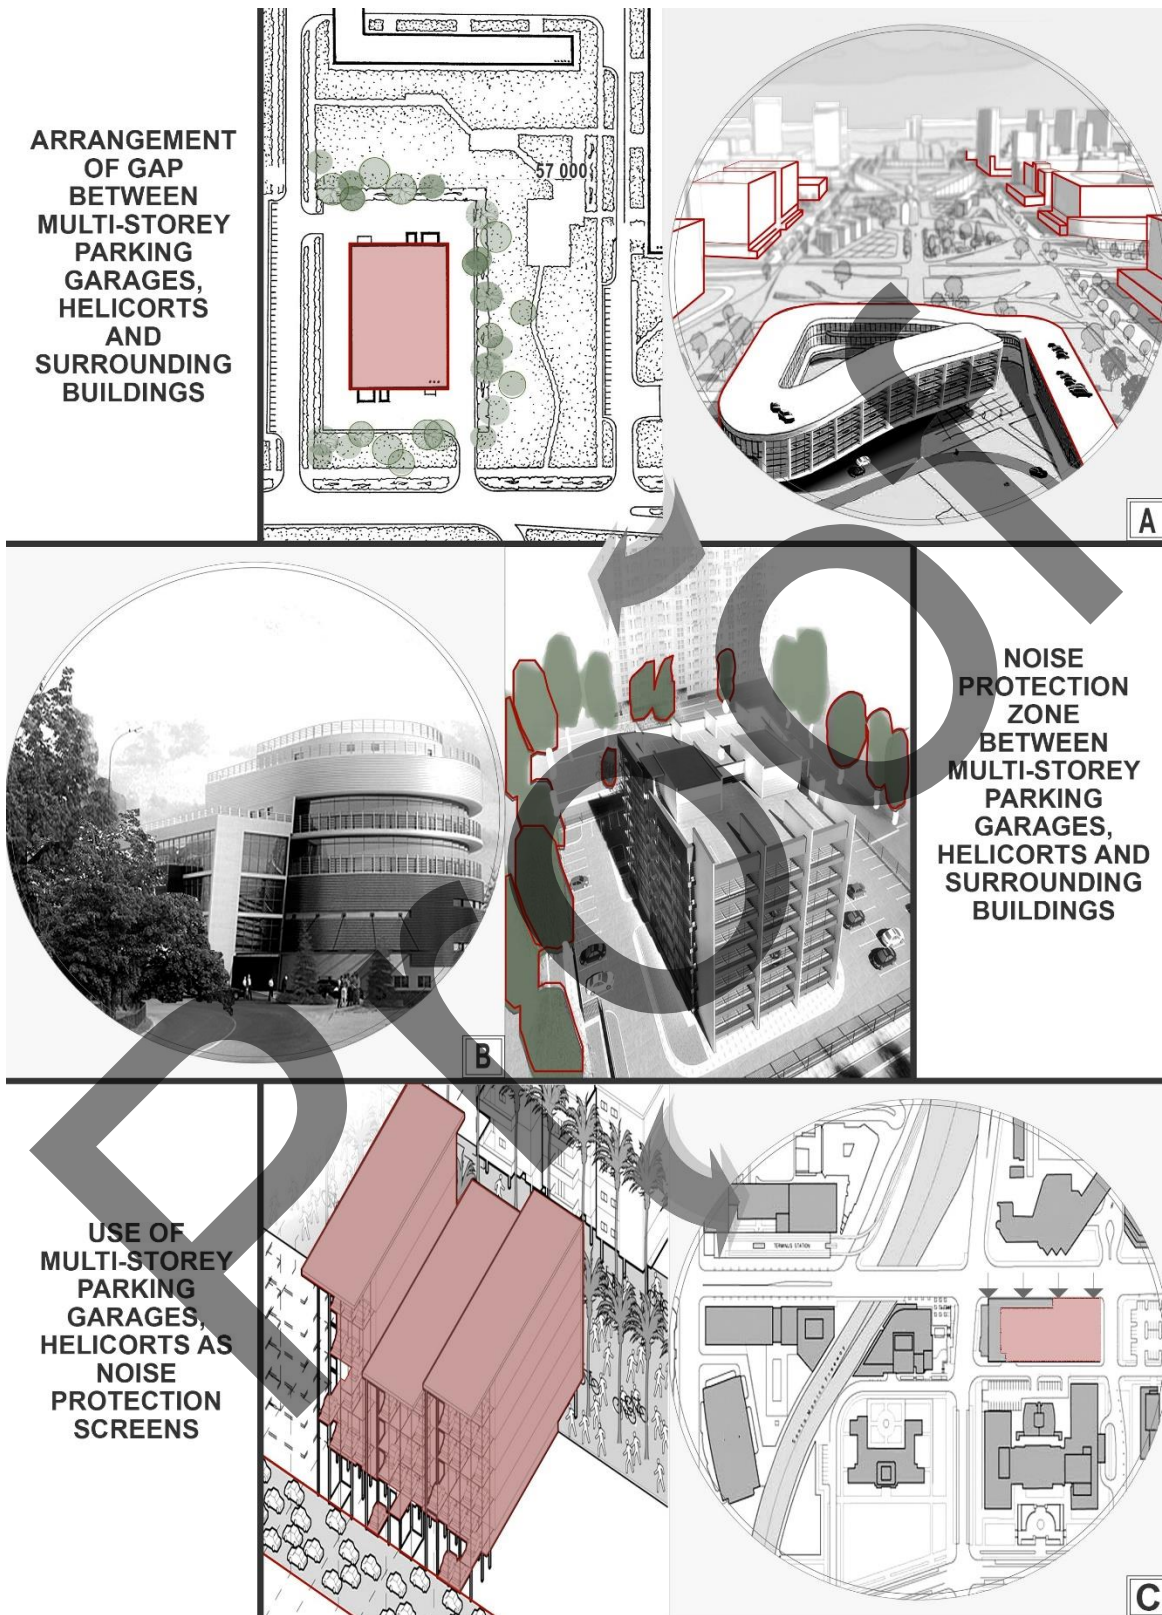 ARRANGEMENT
OF GAP
BETWEEN
MULTI-STOREY
PARKING
GARAGES,
HELICORTS
AND
SURROUNDING
BUILDINGS
57 000
A
NOISE
PROTECTION
ZONE
BETWEEN
MULTI-STOREY
PARKING
GARAGES,
HELICORTS AND
SURROUNDING
BUILDINGS
B
USE OF
MULTI-STOREY
PARKING
GARAGES,
HELICORTS AS
NOISE
PROTECTION
SCREENS
TERMINUS STATION
C